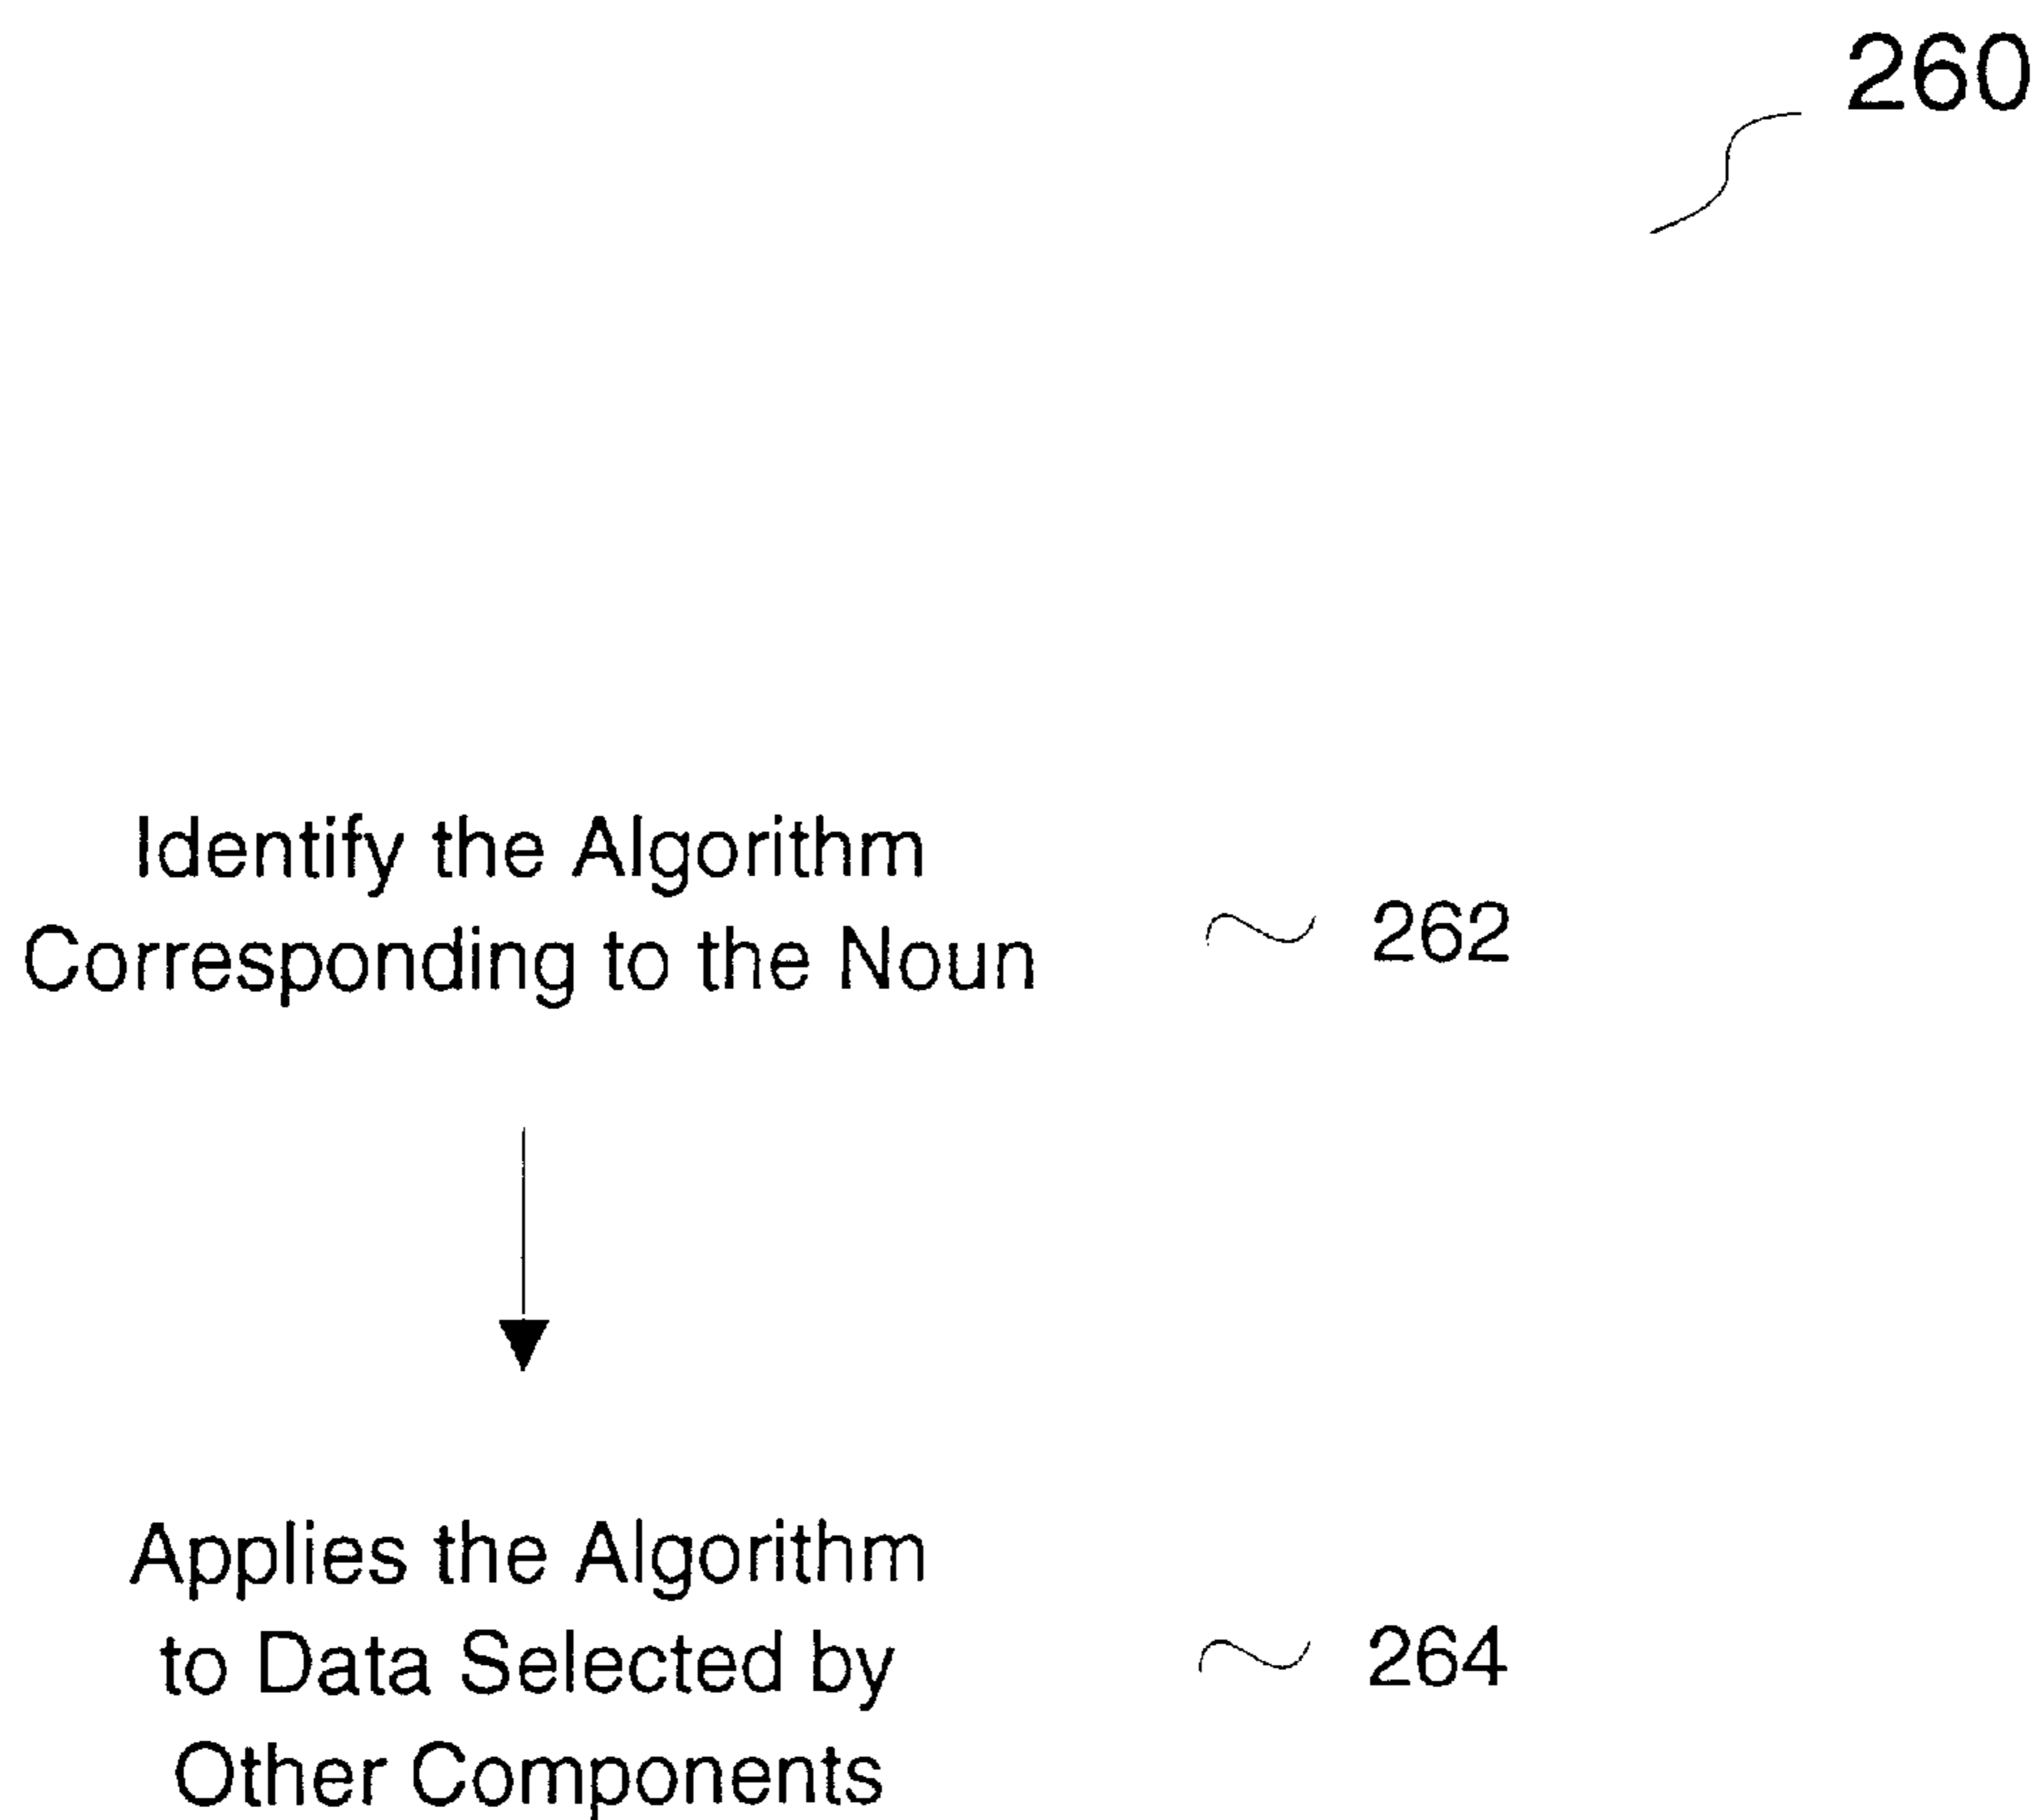 260
Identify the Algorithm
Corresponding to the Noun
262
Applies the Algorithm
to Data Selected by
Other Components
264